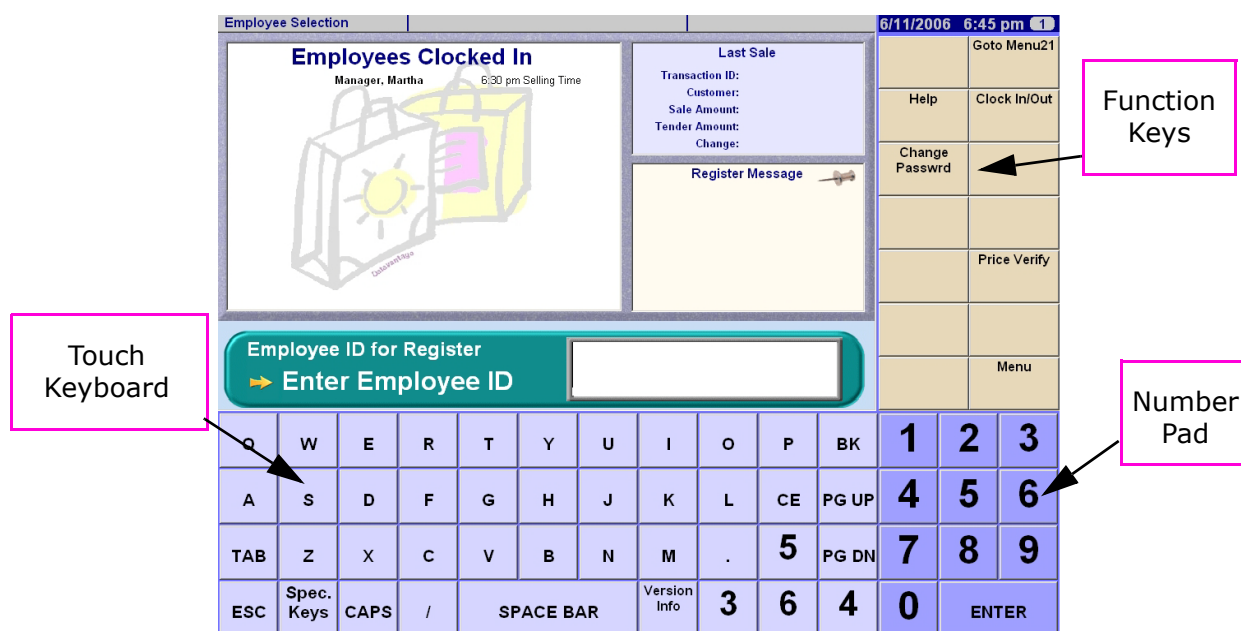 Employee Selection
6/11/2006 6:45 pm 1
Employees Clocked In
Manager, Martha 6:30 pm Selling Time
Datavantage
Last Sale
Transaction ID:
Customer:
Sale Amount:
Tender Amount:
Change:
Register Message
Goto Menu21
Help Clock In/Out
Change
Passwrd
Price Verify
Menu
Function
Keys
Touch
Keyboard
Number
Pad
Employee ID for Register
Enter Employee ID
Q W E R T Y U I O P BK 1 2 3
A S D F G H J K L CE PG UP 4 5 6
TAB Z X C V B N M . 5 PG DN 7 8 9
ESC Spec. Keys CAPS / SPACE BAR Version Info 3 6 4 0 ENTER